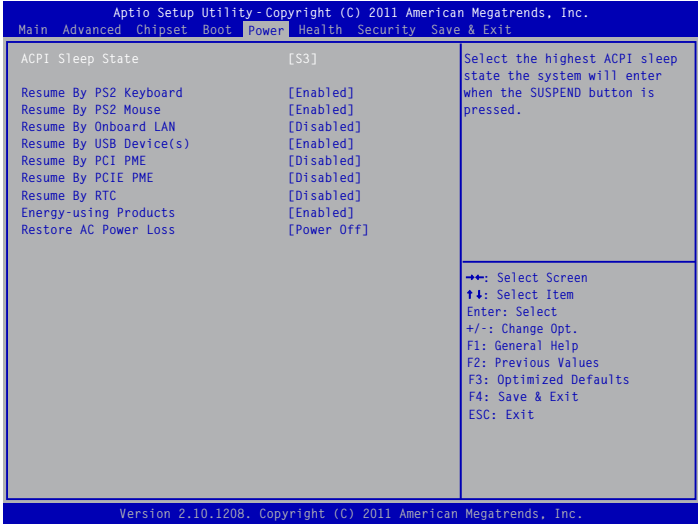 Aptio Setup Utility - Copyright (C) 2011 American Megatrends, Inc.
Main Advanced Chipset Boot Power Health Security Save & Exit
ACPI Sleep State [S3]
Resume By PS2 Keyboard [Enabled]
Resume By PS2 Mouse [Enabled]
Resume By Onboard LAN [Disabled]
Resume By USB Device(s) [Enabled]
Resume By PCI PME [Disabled]
Resume By PCIE PME [Disabled]
Resume By RTC [Disabled]
Energy-using Products [Enabled]
Restore AC Power Loss [Power Off]
Select the highest ACPI sleep
state the system will enter
when the SUSPEND button is
pressed.
→←: Select Screen
↑↓: Select Item
Enter: Select
+/-: Change Opt.
F1: General Help
F2: Previous Values
F3: Optimized Defaults
F4: Save & Exit
ESC: Exit
Version 2.10.1208. Copyright (C) 2011 American Megatrends, Inc.